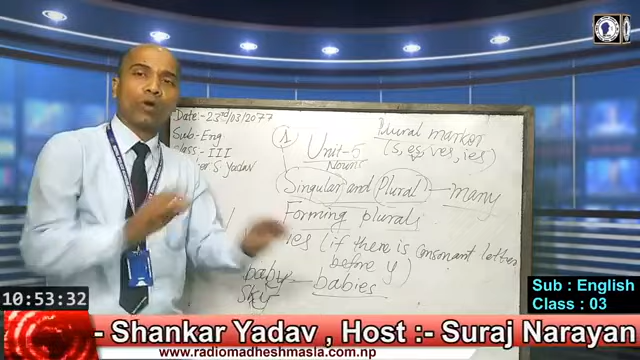 Date:- 23rd/03/2077
Sub- Eng
class- III
S. Yadav
Unit-5
Nouns
Plural marker
(s, es, ves, ies)
Singular and Plural — many
Forming plurals
ies (if there is consonant letter
before y)
baby — babies
sky
Sub : English
Class : 03
10:53:32
- Shankar Yadav , Host :- Suraj Narayan
www.radiomadheshmasla.com.np